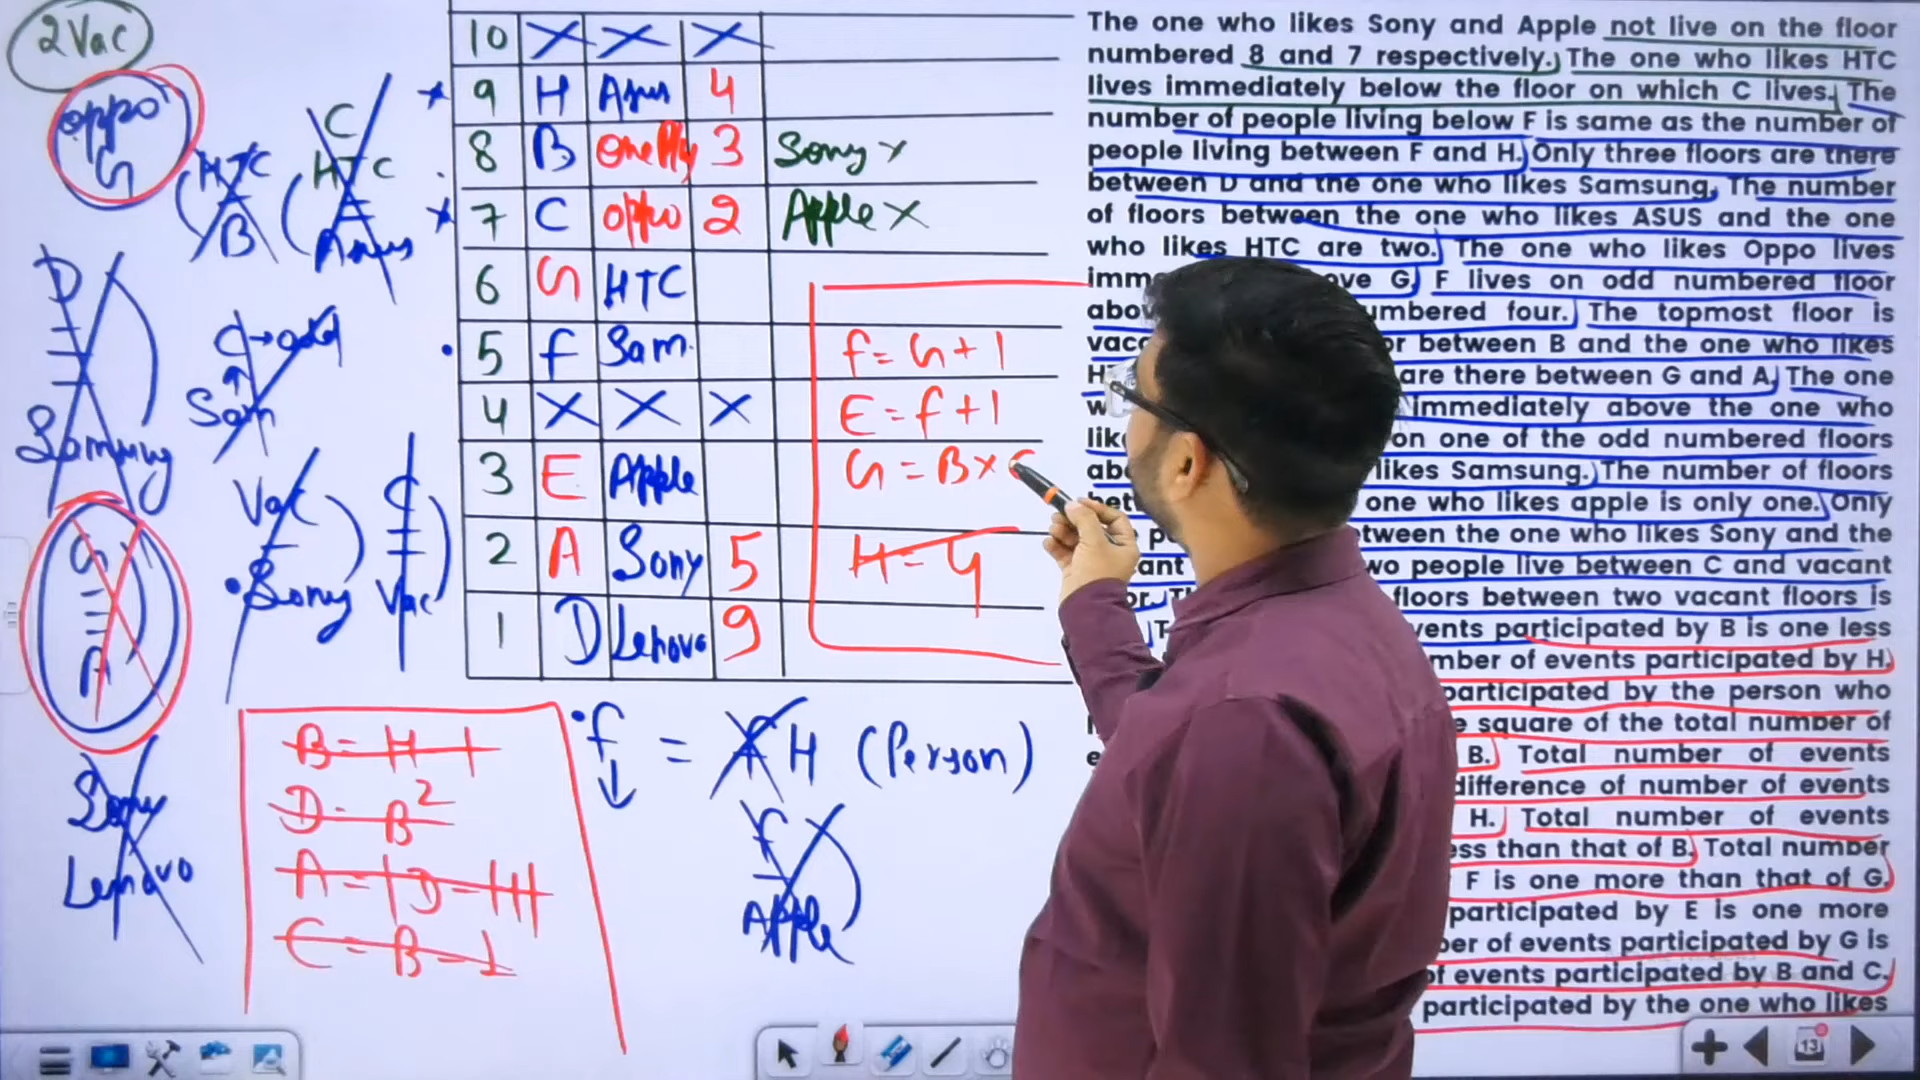 2Vac
oppo
G
HTC
B
C
HTC
Asus
D
Samsung
C → odd
Sam
Vac
Sony
C
Vac
G
A
Sony
Lenovo
10
9 H Asus 4
8 B oneply 3 Sony x
7 C oppo 2 Apple x
6 G HTC
5 F Sam.
4
3 E Apple
2 A Sony 5
1 D Lenovo 9
f = G + 1
E = f + 1
G = B x C
H = 4
B = H - 1
D = B²
A = D - H
C = B - 1
f = H (Person)
f
Apple
The one who likes Sony and Apple not live on the floor
numbered 8 and 7 respectively. The one who likes HTC
lives immediately below the floor on which C lives. The
number of people living below F is same as the number of
people living between F and H. Only three floors are there
between D and the one who likes Samsung. The number
of floors between the one who likes ASUS and the one
who likes HTC are two. The one who likes Oppo lives
G. F lives on odd numbered floor
numbered four. The topmost floor is
between B and the one who likes
are there between G and A. The one
immediately above the one who
on one of the odd numbered floors
likes Samsung. The number of floors
one who likes apple is only one. Only
between the one who likes Sony and the
people live between C and vacant
floors between two vacant floors is
participated by B is one less
of events participated by H.
participated by the person who
square of the total number of
B. Total number of events
difference of number of events
H. Total number of events
less than that of B. Total number
F is one more than that of G.
participated by E is one more
of events participated by G is
of events participated by B and C.
participated by the one who likes
13